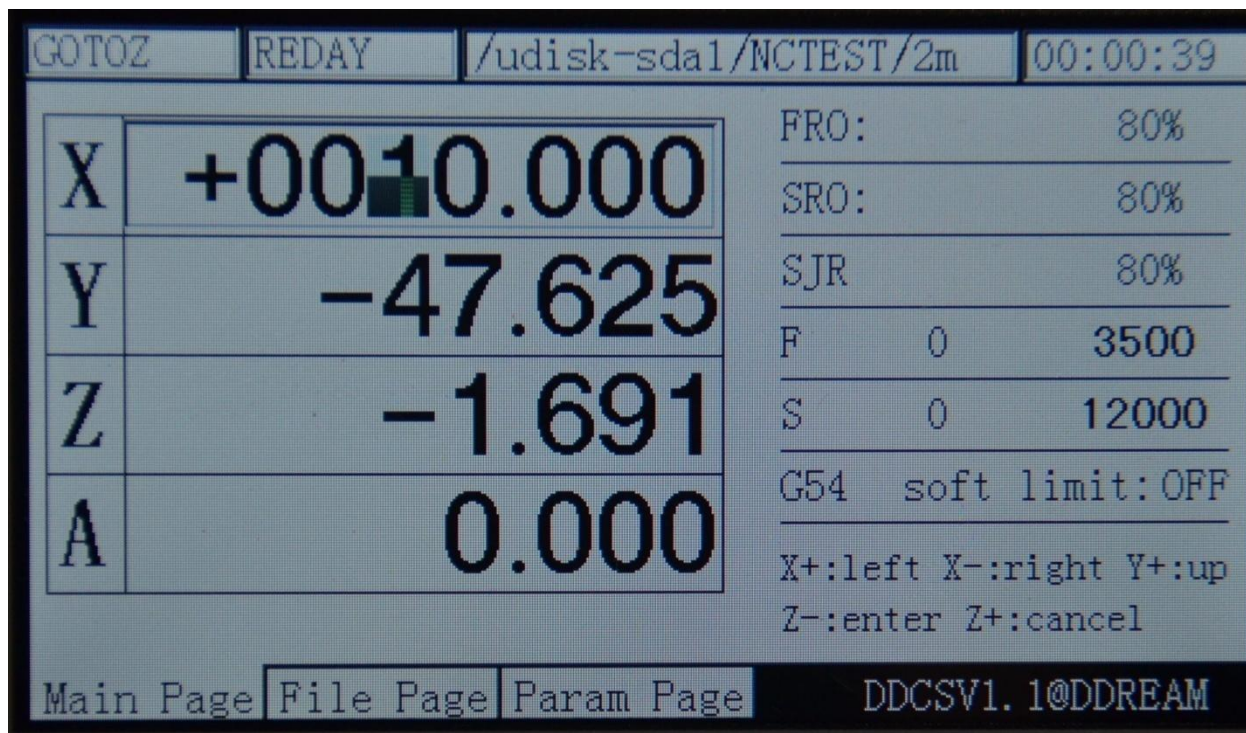 GOTOZ REDAY /udisk-sda1/NCTEST/2m 00:00:39
X +0010.000
Y -47.625
Z -1.691
A 0.000
FRO: 80%
SRO: 80%
SJR 80%
F 0 3500
S 0 12000
G54 soft limit:OFF
X+:left X-:right Y+:up
Z-:enter Z+:cancel
Main Page File Page Param Page DDCSV1.1@DDREAM